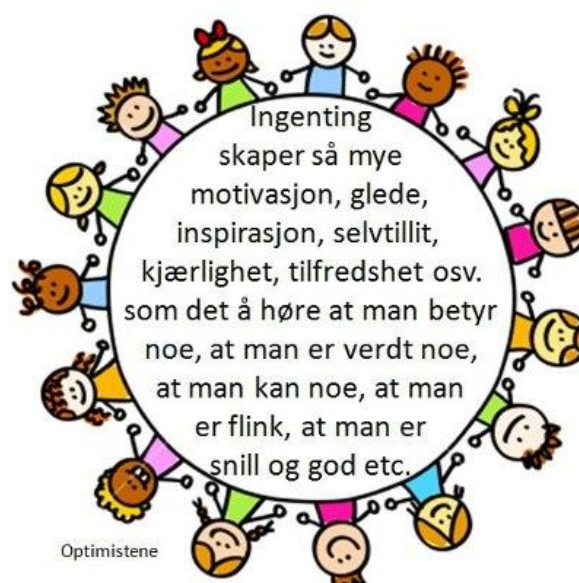 Ingenting
skaper så mye
motivasjon, glede,
inspirasjon, selvtillit,
kjærlighet, tilfredshet osv.
som det å høre at man betyr
noe, at man er verdt noe,
at man kan noe, at man
er flink, at man er
snill og god etc.
Optimistene